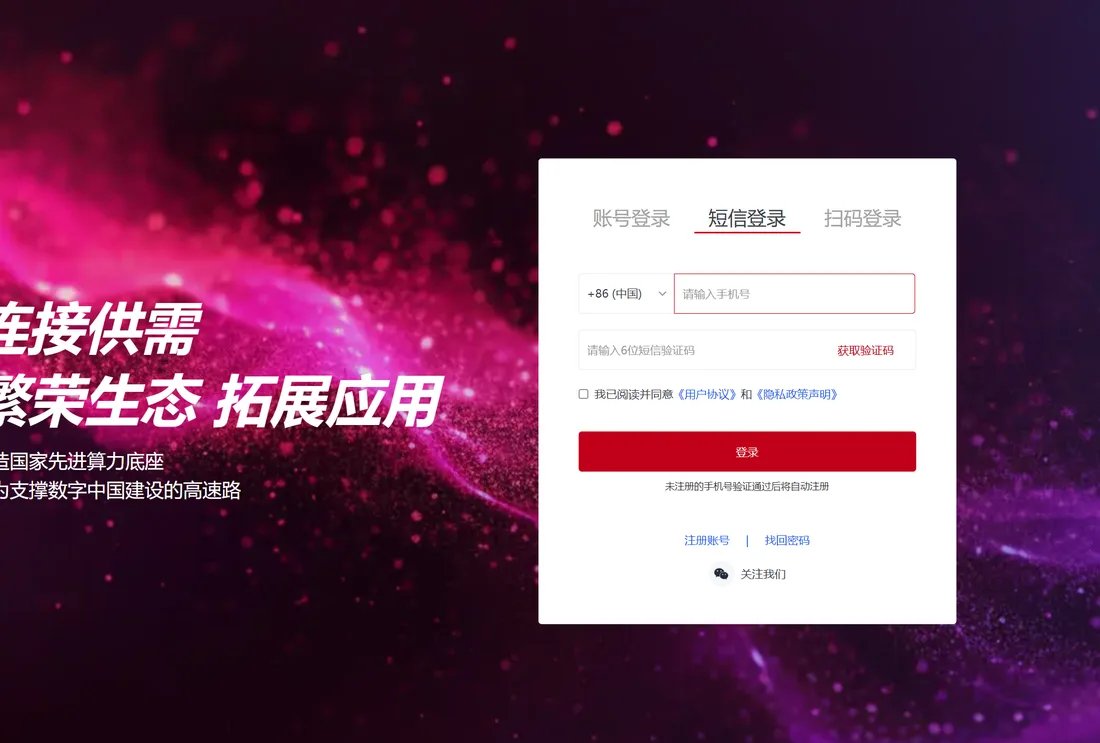 连接供需
繁荣生态 拓展应用
造国家先进算力底座
为支撑数字中国建设的高速路
账号登录 短信登录 扫码登录
+86 (中国) 请输入手机号
请输入6位短信验证码 获取验证码
我已阅读并同意《用户协议》和《隐私政策声明》
登录
未注册的手机号验证通过后将自动注册
注册账号 | 找回密码
关注我们